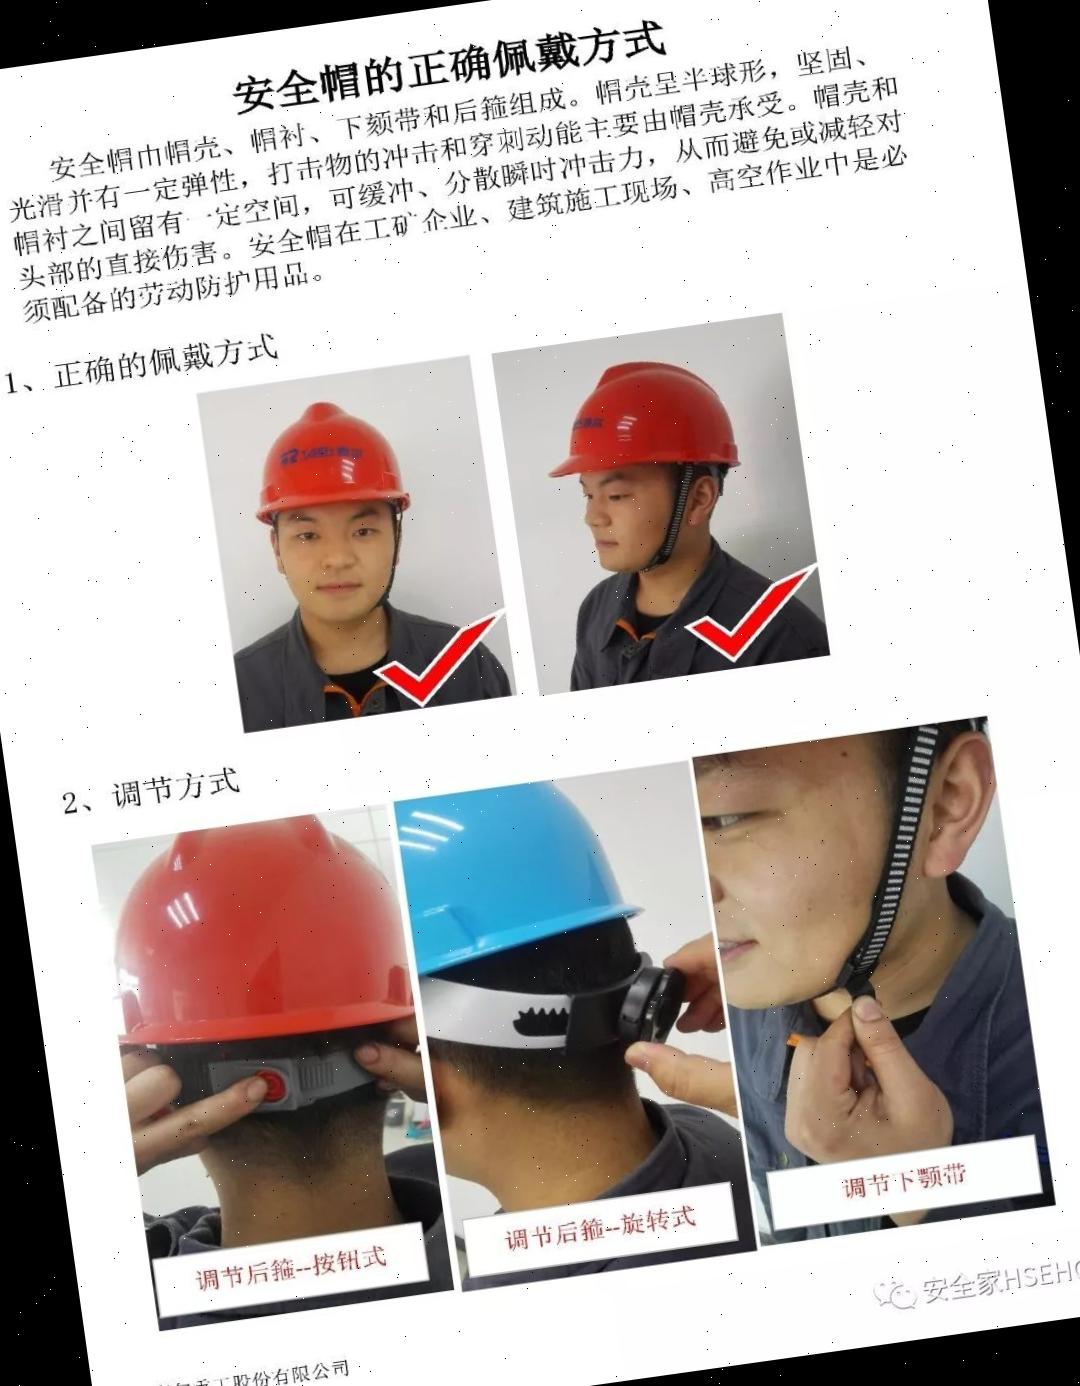 安全帽的正确佩戴方式
安全帽由帽壳、帽衬、下颏带和后箍组成。帽壳呈半球形，坚固、
光滑并有一定弹性，打击物的冲击和穿刺动能主要由帽壳承受。帽壳和
帽衬之间留有一定空间，可缓冲、分散瞬时冲击力，从而避免或减轻对
头部的直接伤害。安全帽在工矿企业、建筑施工现场、高空作业中是必
须配备的劳动防护用品。
1、正确的佩戴方式
2、调节方式
调节后箍--按钮式
调节后箍--旋转式
调节下颚带
安全家HSEHO
重工股份有限公司